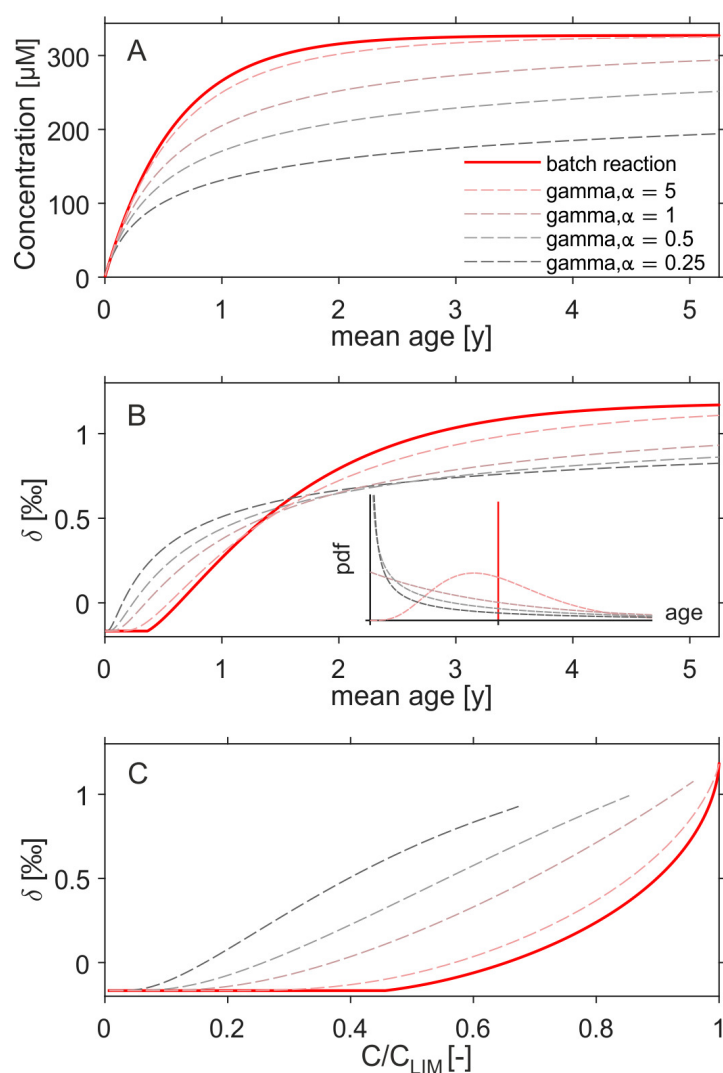 A
Concentration [μM]
300
200
100
0
batch reaction
gamma,α = 5
gamma,α = 1
gamma,α = 0.5
gamma,α = 0.25
0 1 2 3 4 5
mean age [y]
B
δ [‰]
1
0.5
0
pdf
age
0 1 2 3 4 5
mean age [y]
C
δ [‰]
1
0.5
0
0 0.2 0.4 0.6 0.8 1
C/C_LIM [-]